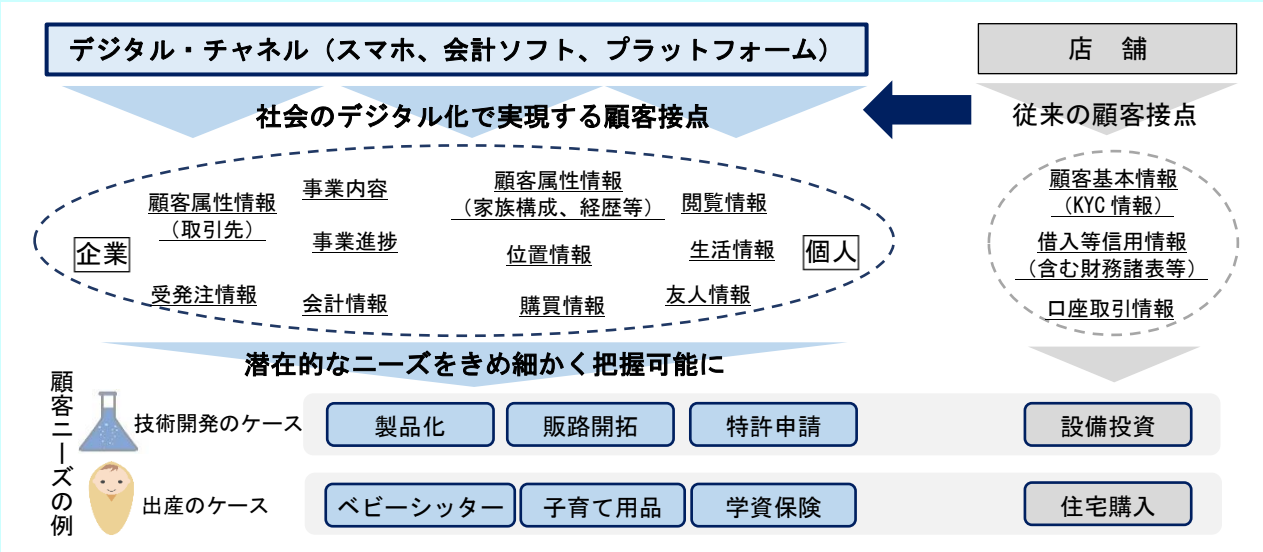 デジタル・チャネル（スマホ、会計ソフト、プラットフォーム）
店　舗
社会のデジタル化で実現する顧客接点
従来の顧客接点
企業
顧客属性情報
（取引先）
受発注情報
事業内容
事業進捗
会計情報
顧客属性情報
（家族構成、経歴等）
位置情報
購買情報
閲覧情報
生活情報
友人情報
個人
顧客基本情報
（KYC 情報）
借入等信用情報
（含む財務諸表等）
口座取引情報
潜在的なニーズをきめ細かく把握可能に
顧客ニーズの例
技術開発のケース
製品化
販路開拓
特許申請
設備投資
出産のケース
ベビーシッター
子育て用品
学資保険
住宅購入